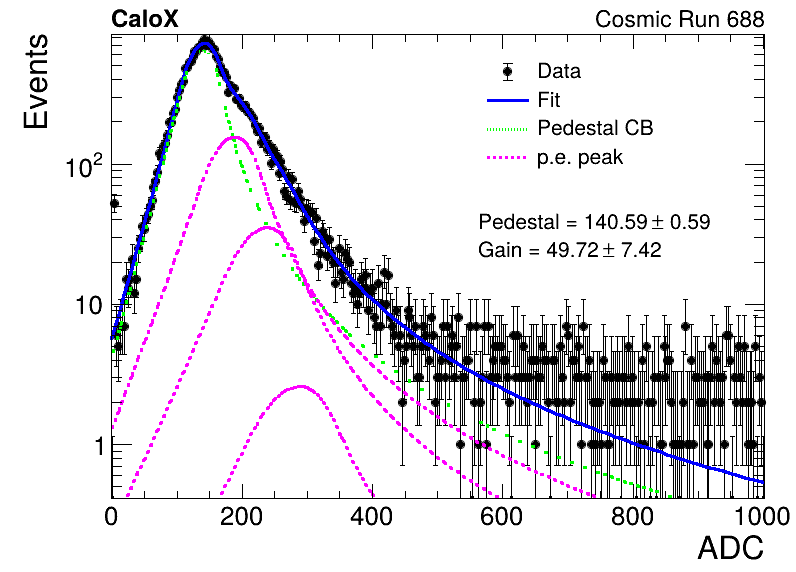 CaloX
Cosmic Run 688
Events
Data
Fit
Pedestal CB
p.e. peak
Pedestal = 140.59 ± 0.59
Gain = 49.72 ± 7.42
10²
10
1
0 200 400 600 800 1000
ADC